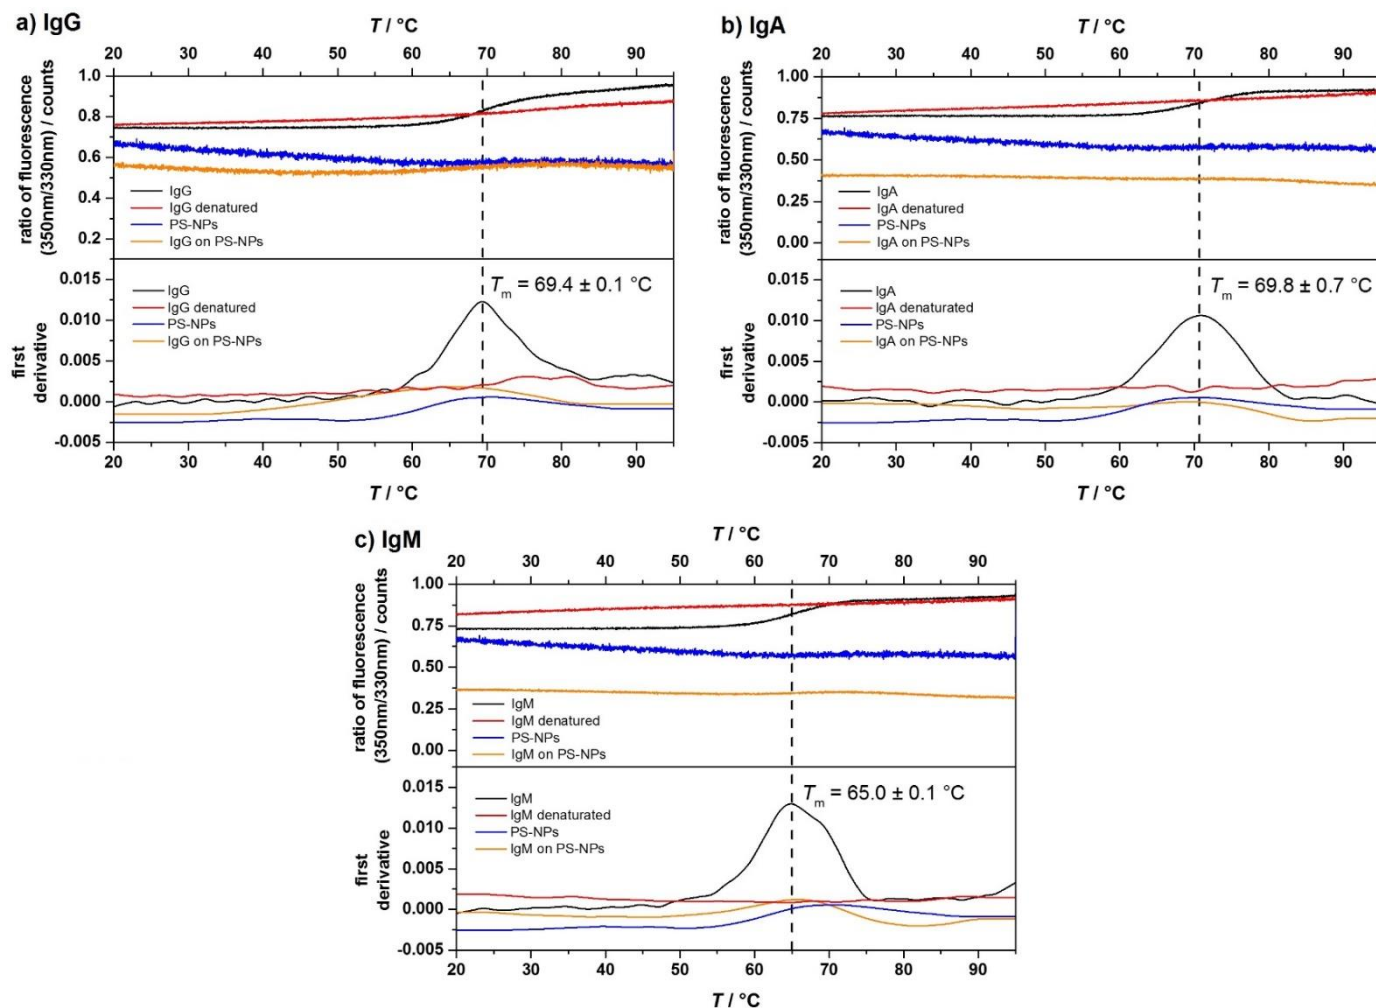 a) IgG
T / °C
20 30 40 50 60 70 80 90
ratio of fluorescence
(350nm/330nm) / counts
1.0
0.8
0.6
0.4
0.2
IgG
IgG denatured
PS-NPs
IgG on PS-NPs
first
derivative
0.015
0.010
0.005
0.000
-0.005
IgG
IgG denatured
PS-NPs
IgG on PS-NPs
Tm = 69.4 ± 0.1 °C
20 30 40 50 60 70 80 90
T / °C
b) IgA
T / °C
20 30 40 50 60 70 80 90
ratio of fluorescence
(350nm/330nm) / counts
1.00
0.75
0.50
0.25
0.00
IgA
IgA denatured
PS-NPs
IgA on PS-NPs
first
derivative
0.015
0.010
0.005
0.000
-0.005
IgA
IgA denaturated
PS-NPs
IgA on PS-NPs
Tm = 69.8 ± 0.7 °C
20 30 40 50 60 70 80 90
T / °C
c) IgM
T / °C
20 30 40 50 60 70 80 90
ratio of fluorescence
(350nm/330nm) / counts
1.00
0.75
0.50
0.25
0.00
IgM
IgM denatured
PS-NPs
IgM on PS-NPs
first
derivative
0.015
0.010
0.005
0.000
-0.005
IgM
IgM denaturated
PS-NPs
IgM on PS-NPs
Tm = 65.0 ± 0.1 °C
20 30 40 50 60 70 80 90
T / °C